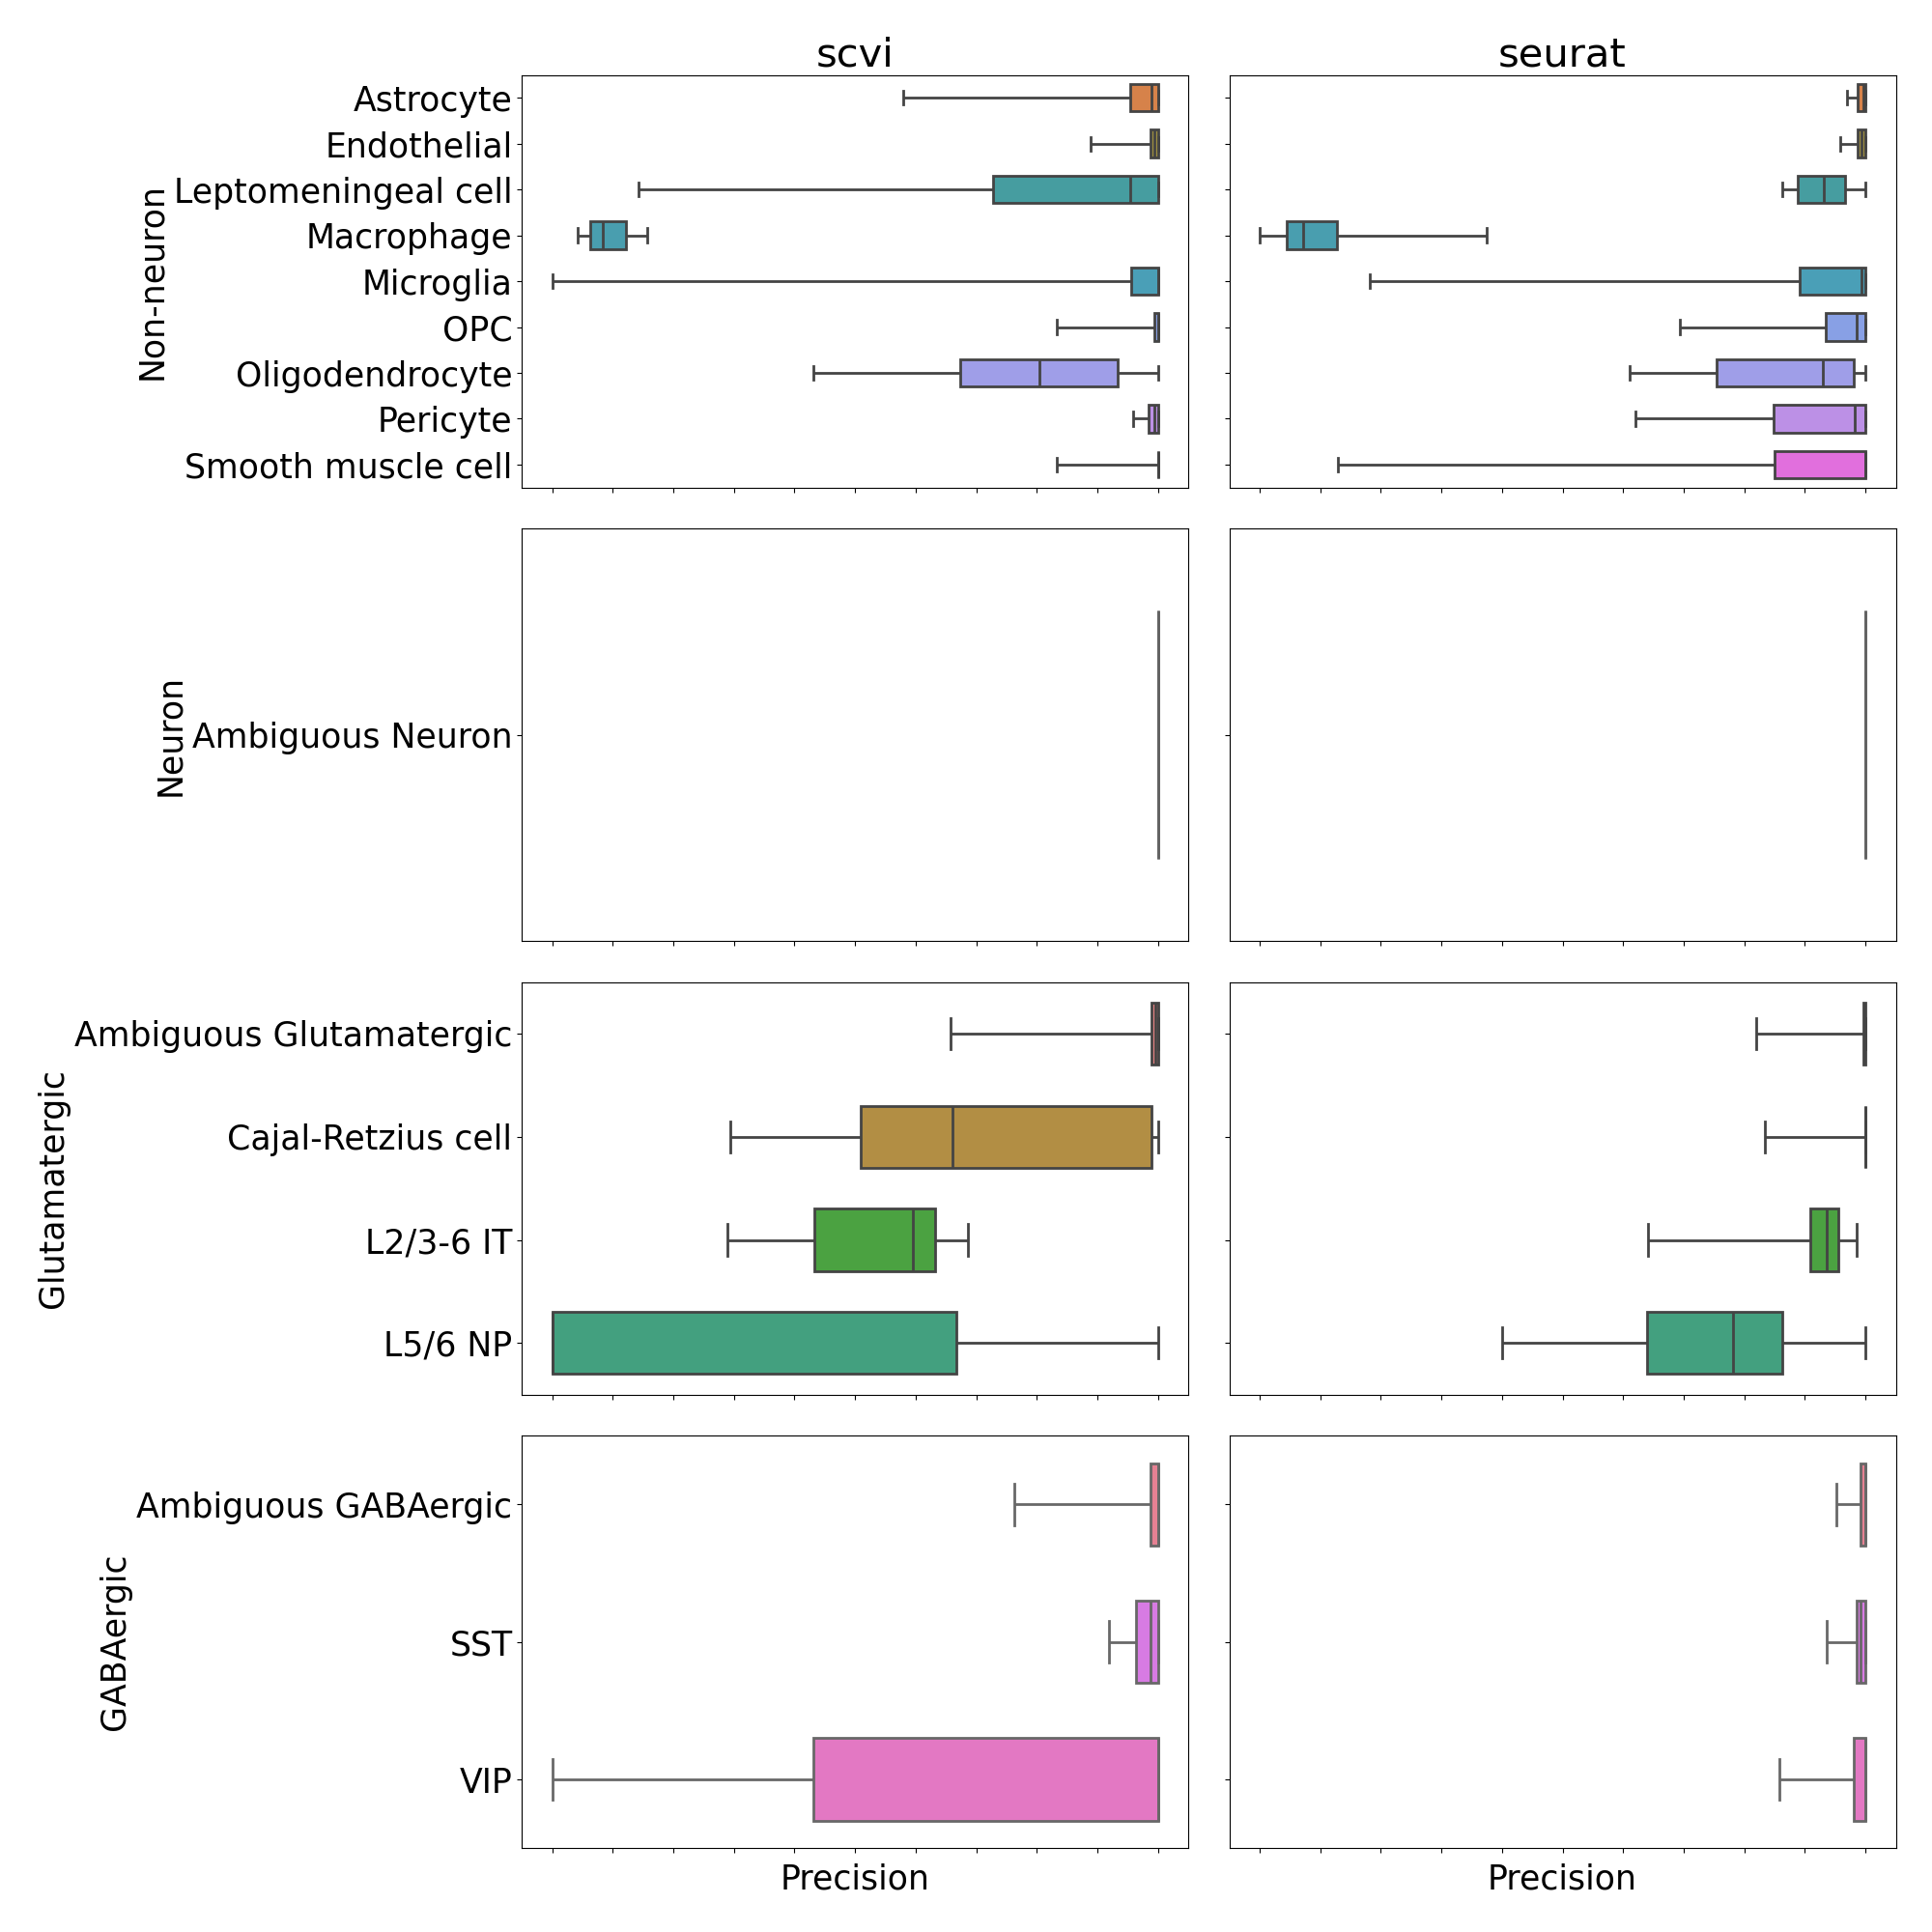 scvi
seurat
Non-neuron
Astrocyte
Endothelial
Leptomeningeal cell
Macrophage
Microglia
OPC
Oligodendrocyte
Pericyte
Smooth muscle cell
Neuron
Ambiguous Neuron
Glutamatergic
Ambiguous Glutamatergic
Cajal-Retzius cell
L2/3-6 IT
L5/6 NP
GABAergic
Ambiguous GABAergic
SST
VIP
Precision
Precision